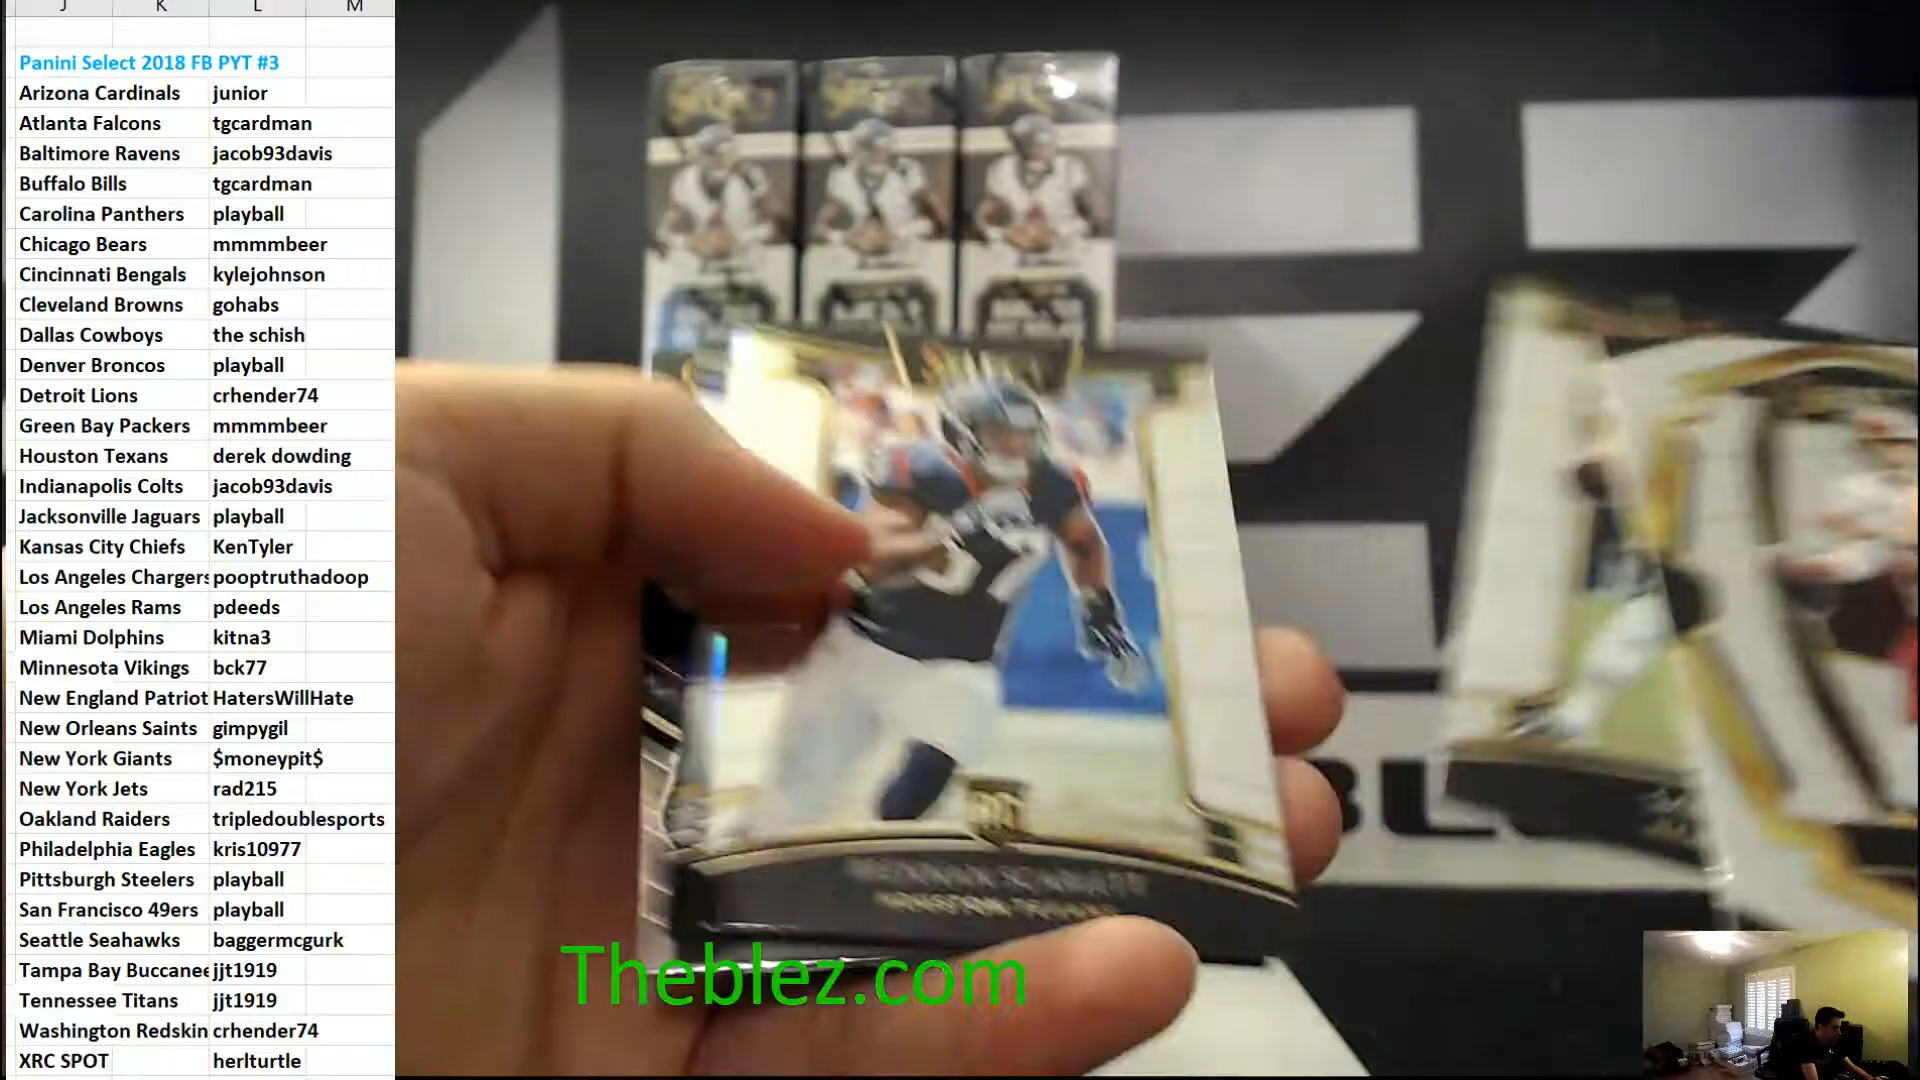 J K L M
Panini Select 2018 FB PYT #3
Arizona Cardinals junior
Atlanta Falcons tgcardman
Baltimore Ravens jacob93davis
Buffalo Bills tgcardman
Carolina Panthers playball
Chicago Bears mmmmbeer
Cincinnati Bengals kylejohnson
Cleveland Browns gohabs
Dallas Cowboys the schish
Denver Broncos playball
Detroit Lions crhender74
Green Bay Packers mmmmbeer
Houston Texans derek dowding
Indianapolis Colts jacob93davis
Jacksonville Jaguars playball
Kansas City Chiefs KenTyler
Los Angeles Chargers pooptruthadoop
Los Angeles Rams pdeeds
Miami Dolphins kitna3
Minnesota Vikings bck77
New England Patriot HatersWillHate
New Orleans Saints gimpygil
New York Giants $moneypit$
New York Jets rad215
Oakland Raiders tripledoublesports
Philadelphia Eagles kris10977
Pittsburgh Steelers playball
San Francisco 49ers playball
Seattle Seahawks baggermcgurk
Tampa Bay Buccanee jjt1919
Tennessee Titans jjt1919
Washington Redskin crhender74
XRC SPOT herlturtle
Theblez.com